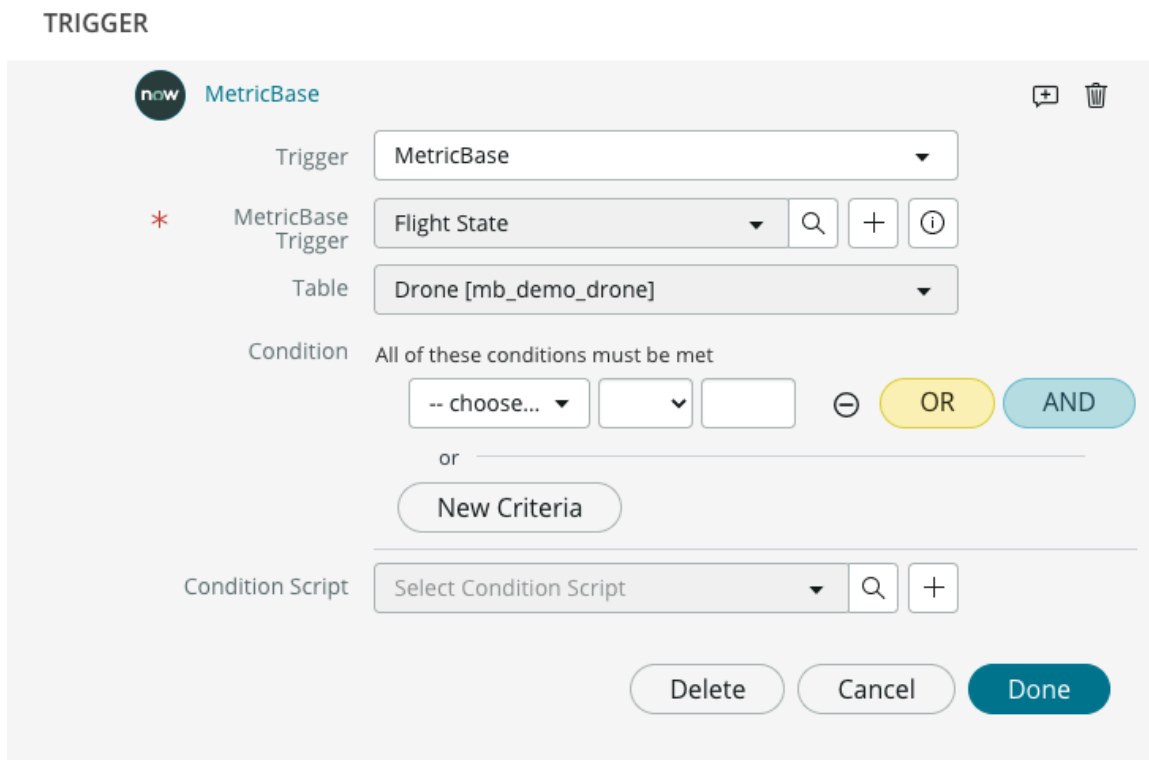 TRIGGER
now MetricBase
Trigger MetricBase
* MetricBase Trigger Flight State
Table Drone [mb_demo_drone]
Condition All of these conditions must be met
-- choose... OR AND
or
New Criteria
Condition Script Select Condition Script
Delete Cancel Done